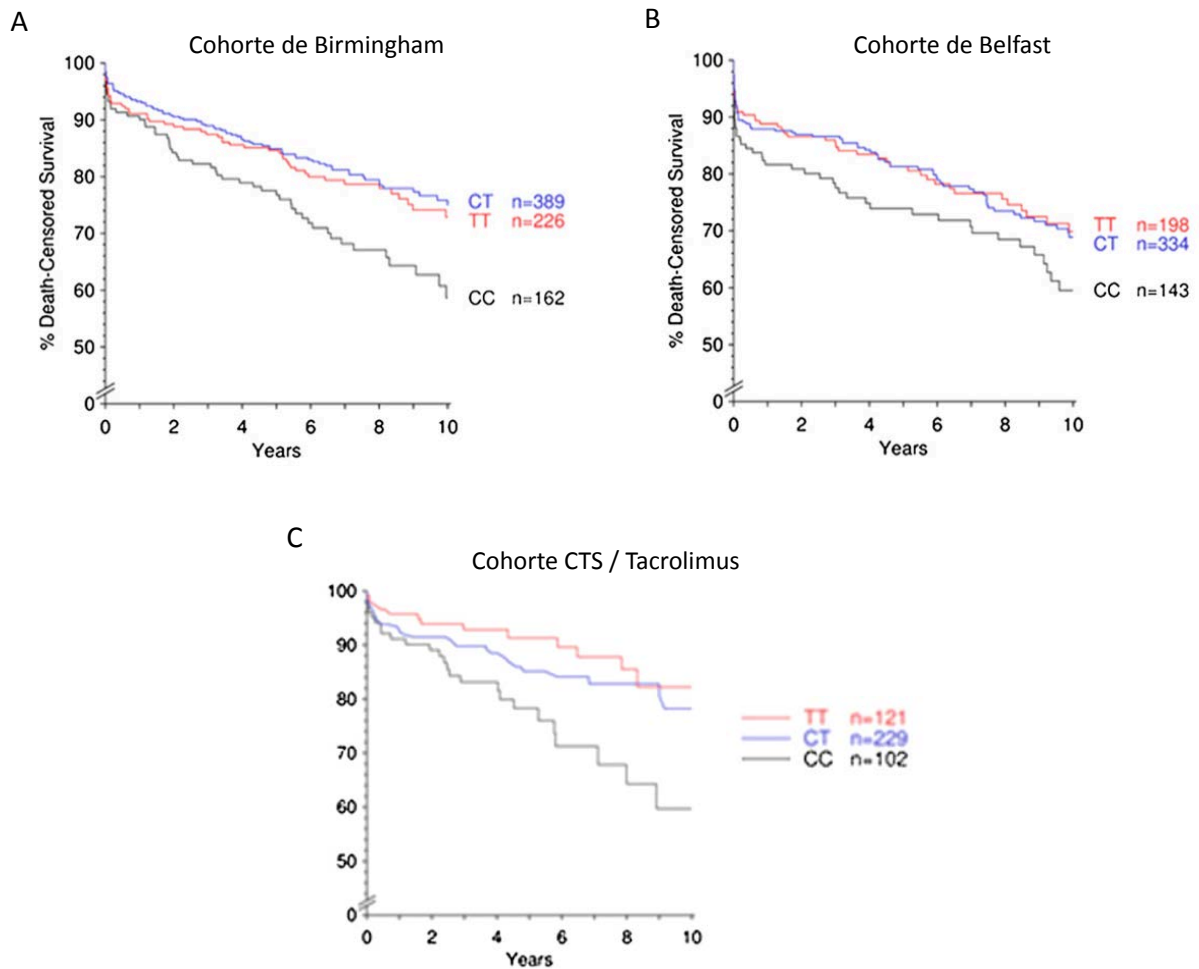 A
Cohorte de Birmingham
% Death-Censored Survival
100
90
80
70
60
50
0
0 2 4 6 8 10
Years
CT n=389
TT n=226
CC n=162
B
Cohorte de Belfast
% Death-Censored Survival
100
90
80
70
60
50
0
0 2 4 6 8 10
Years
TT n=198
CT n=334
CC n=143
C
Cohorte CTS / Tacrolimus
100
90
80
70
60
50
0
0 2 4 6 8 10
Years
TT n=121
CT n=229
CC n=102